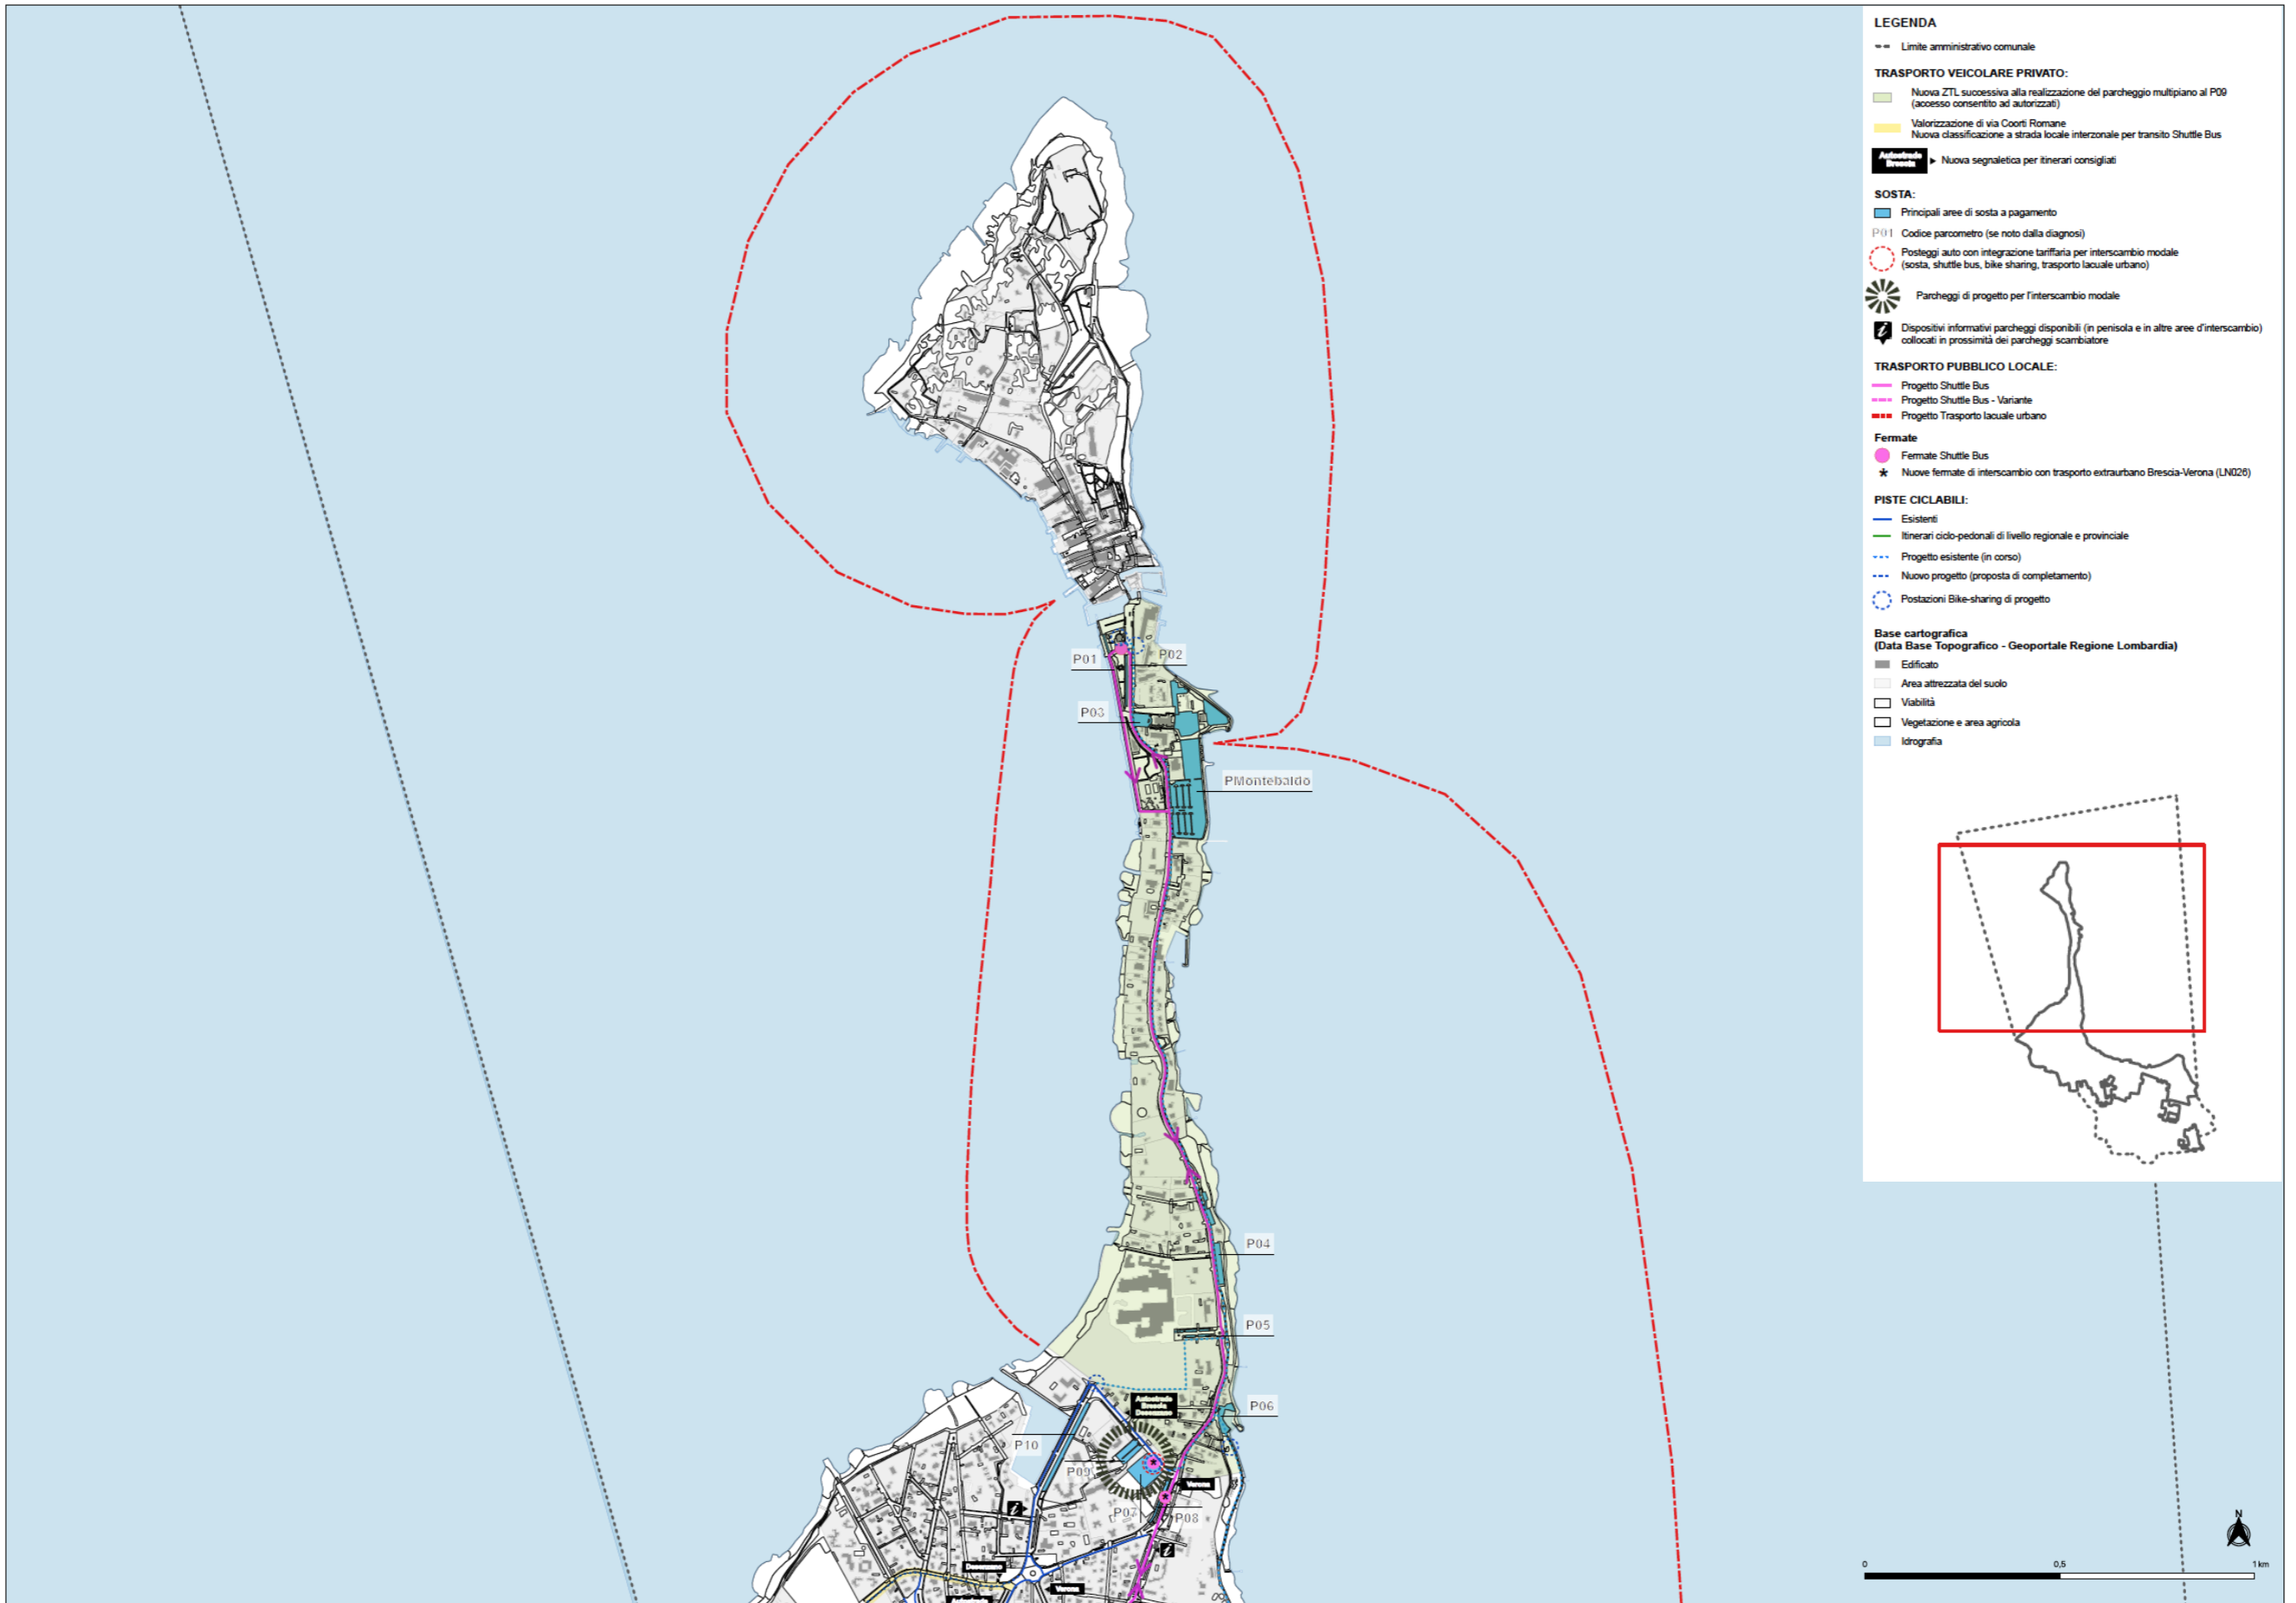 LEGENDA
Limite amministrativo comunale
TRASPORTO VEICOLARE PRIVATO:
Nuova ZTL successiva alla realizzazione del parcheggio multipiano al P09
(accesso consentito ad autorizzati)
Valorizzazione di via Coorti Romane
Nuova classificazione a strada locale interzonale per transito Shuttle Bus
Autostrada
Brescia
Nuova segnaletica per itinerari consigliati
SOSTA:
Principali aree di sosta a pagamento
P01 Codice parcometro (se noto dalla diagnosi)
Posteggi auto con integrazione tariffaria per interscambio modale
(sosta, shuttle bus, bike sharing, trasporto lacuale urbano)
Parcheggi di progetto per l'interscambio modale
i Dispositivi informativi parcheggi disponibili (in penisola e in altre aree d'interscambio)
collocati in prossimità dei parcheggi scambiatore
TRASPORTO PUBBLICO LOCALE:
Progetto Shuttle Bus
Progetto Shuttle Bus - Variante
Progetto Trasporto lacuale urbano
Fermate
Fermate Shuttle Bus
* Nuove fermate di interscambio con trasporto extraurbano Brescia-Verona (LN026)
PISTE CICLABILI:
Esistenti
Itinerari ciclo-pedonali di livello regionale e provinciale
Progetto esistente (in corso)
Nuovo progetto (proposta di completamento)
Postazioni Bike-sharing di progetto
Base cartografica
(Data Base Topografico - Geoportale Regione Lombardia)
Edificato
Area attrezzata del suolo
Viabilità
Vegetazione e area agricola
Idrografia
P01
P02
P03
PMontebaldo
P04
P05
Autostrada
Brescia
P06
P10
P09
Verona
P07
P08
i
i
Desenzano
Verona
Autostrada
N
0
0,5
1 km